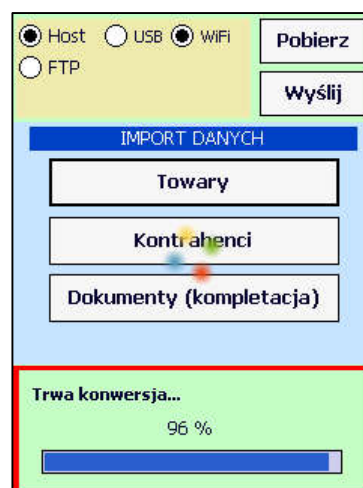 Host USB WiFi
FTP
Pobierz
Wyślij
IMPORT DANYCH
Towary
Kontrahenci
Dokumenty (kompletacja)
Trwa konwersja...
96 %